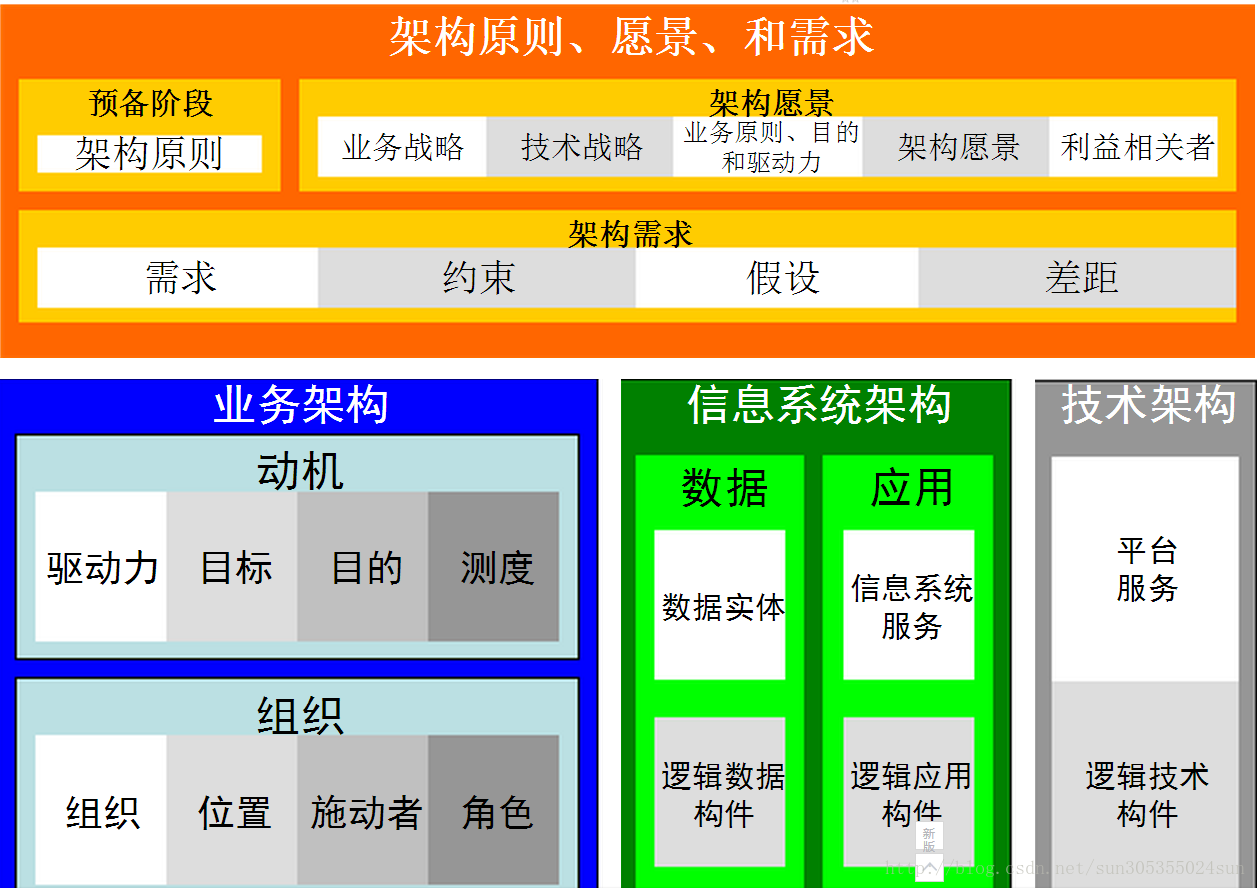 架构原则、愿景、和需求
预备阶段
架构原则
架构愿景
业务战略
技术战略
业务原则、目的
和驱动力
架构愿景
利益相关者
架构需求
需求
约束
假设
差距
业务架构
动机
驱动力
目标
目的
测度
组织
组织
位置
施动者
角色
信息系统架构
数据
数据实体
逻辑数据
构件
应用
信息系统
服务
逻辑应用
构件
新
版
技术架构
平台
服务
逻辑技术
构件
http://blog.csdn.net/sun305355024sun